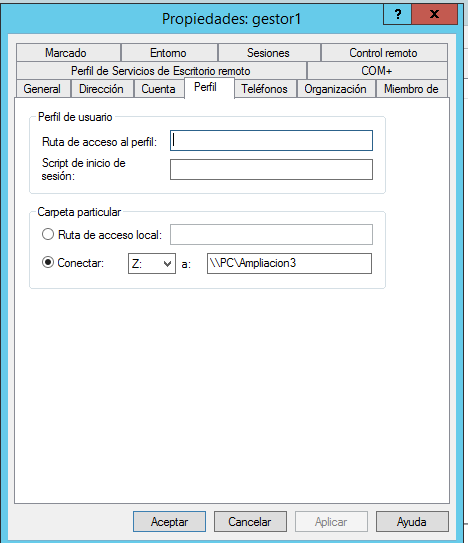 Propiedades: gestor1
? x
Marcado Entorno Sesiones Control remoto
Perfil de Servicios de Escritorio remoto COM+
General Dirección Cuenta Perfil Teléfonos Organización Miembro de
Perfil de usuario
Ruta de acceso al perfil:
Script de inicio de
sesión:
Carpeta particular
Ruta de acceso local:
Conectar: Z: a: \\PC\Ampliacion3
Aceptar Cancelar Aplicar Ayuda